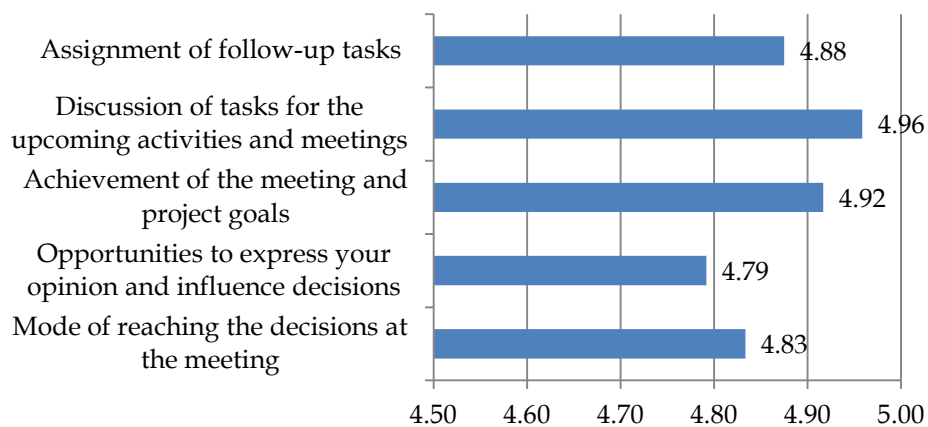 Assignment of follow-up tasks
4.88
Discussion of tasks for the
upcoming activities and meetings
4.96
Achievement of the meeting and
project goals
4.92
Opportunities to express your
opinion and influence decisions
4.79
Mode of reaching the decisions at
the meeting
4.83
4.50 4.60 4.70 4.80 4.90 5.00